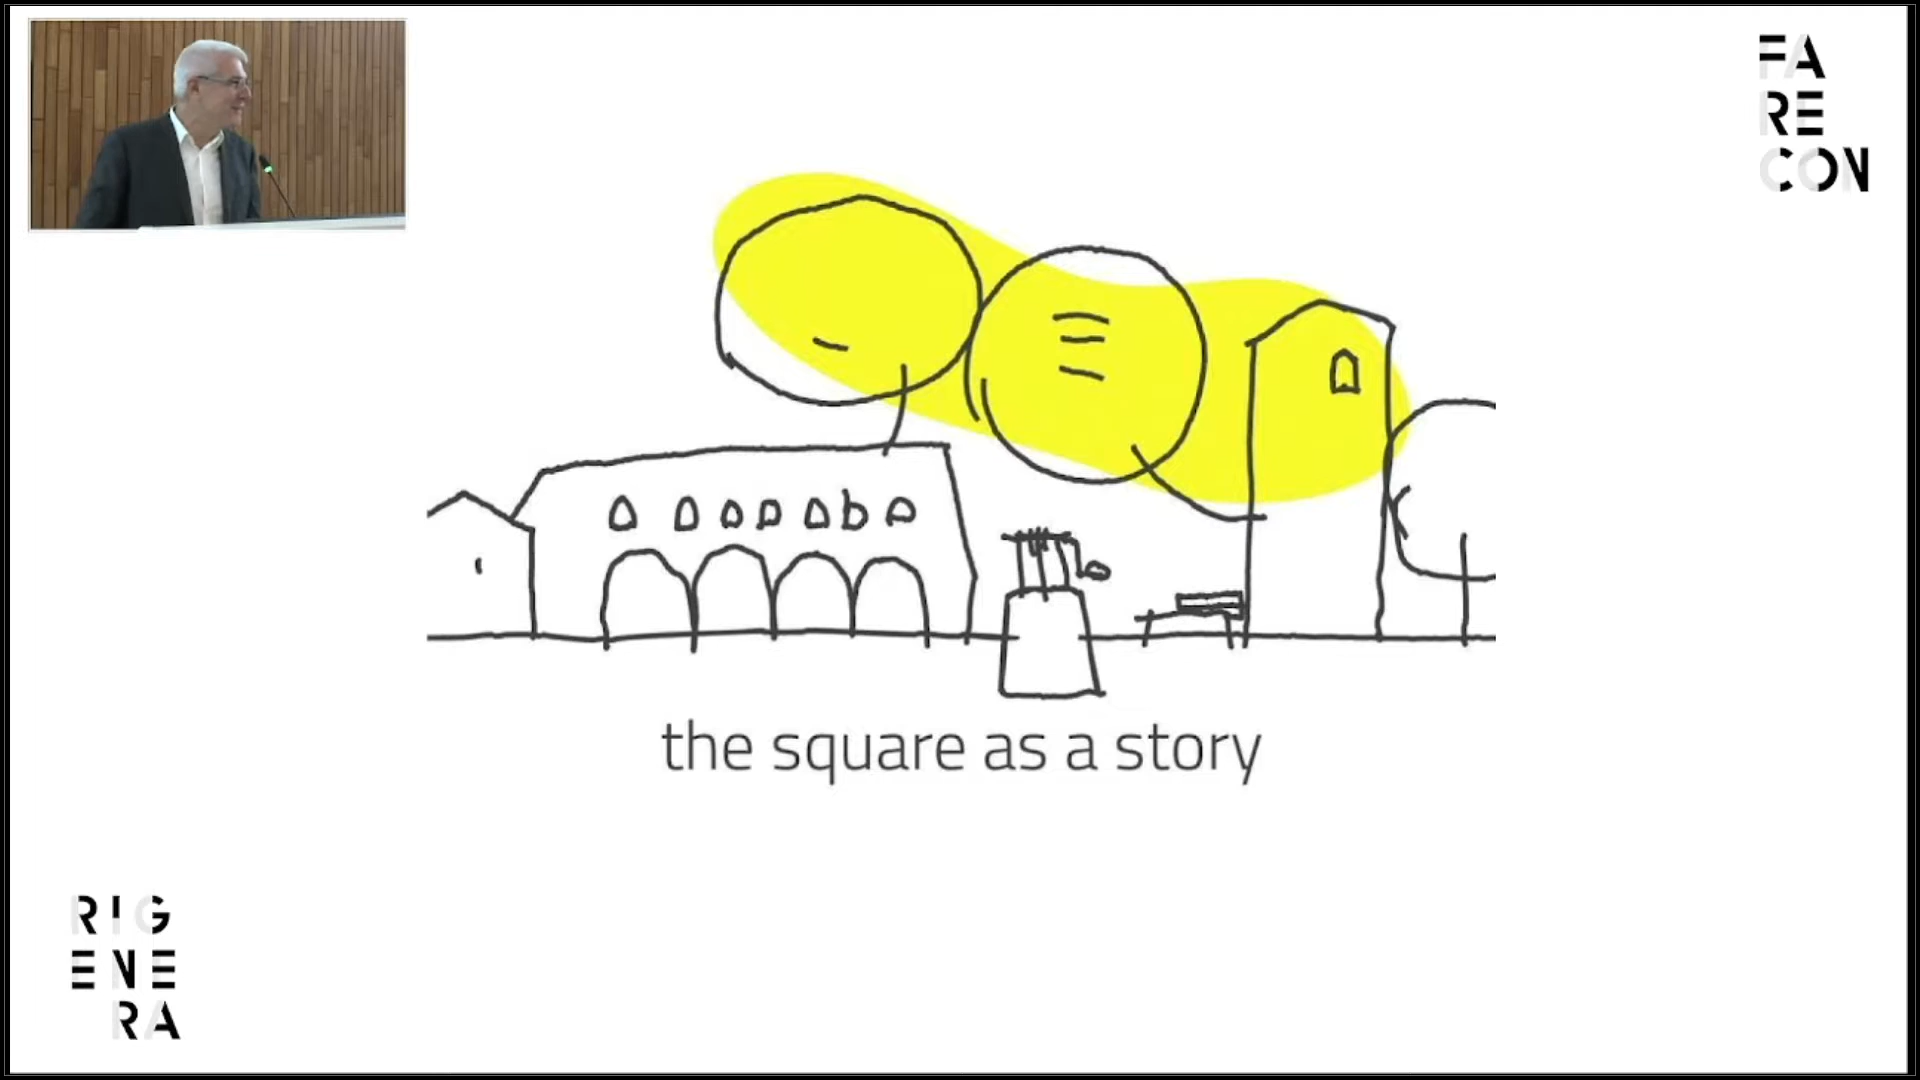 FA
RE
CON
the square as a story
RIG
ENE
RA